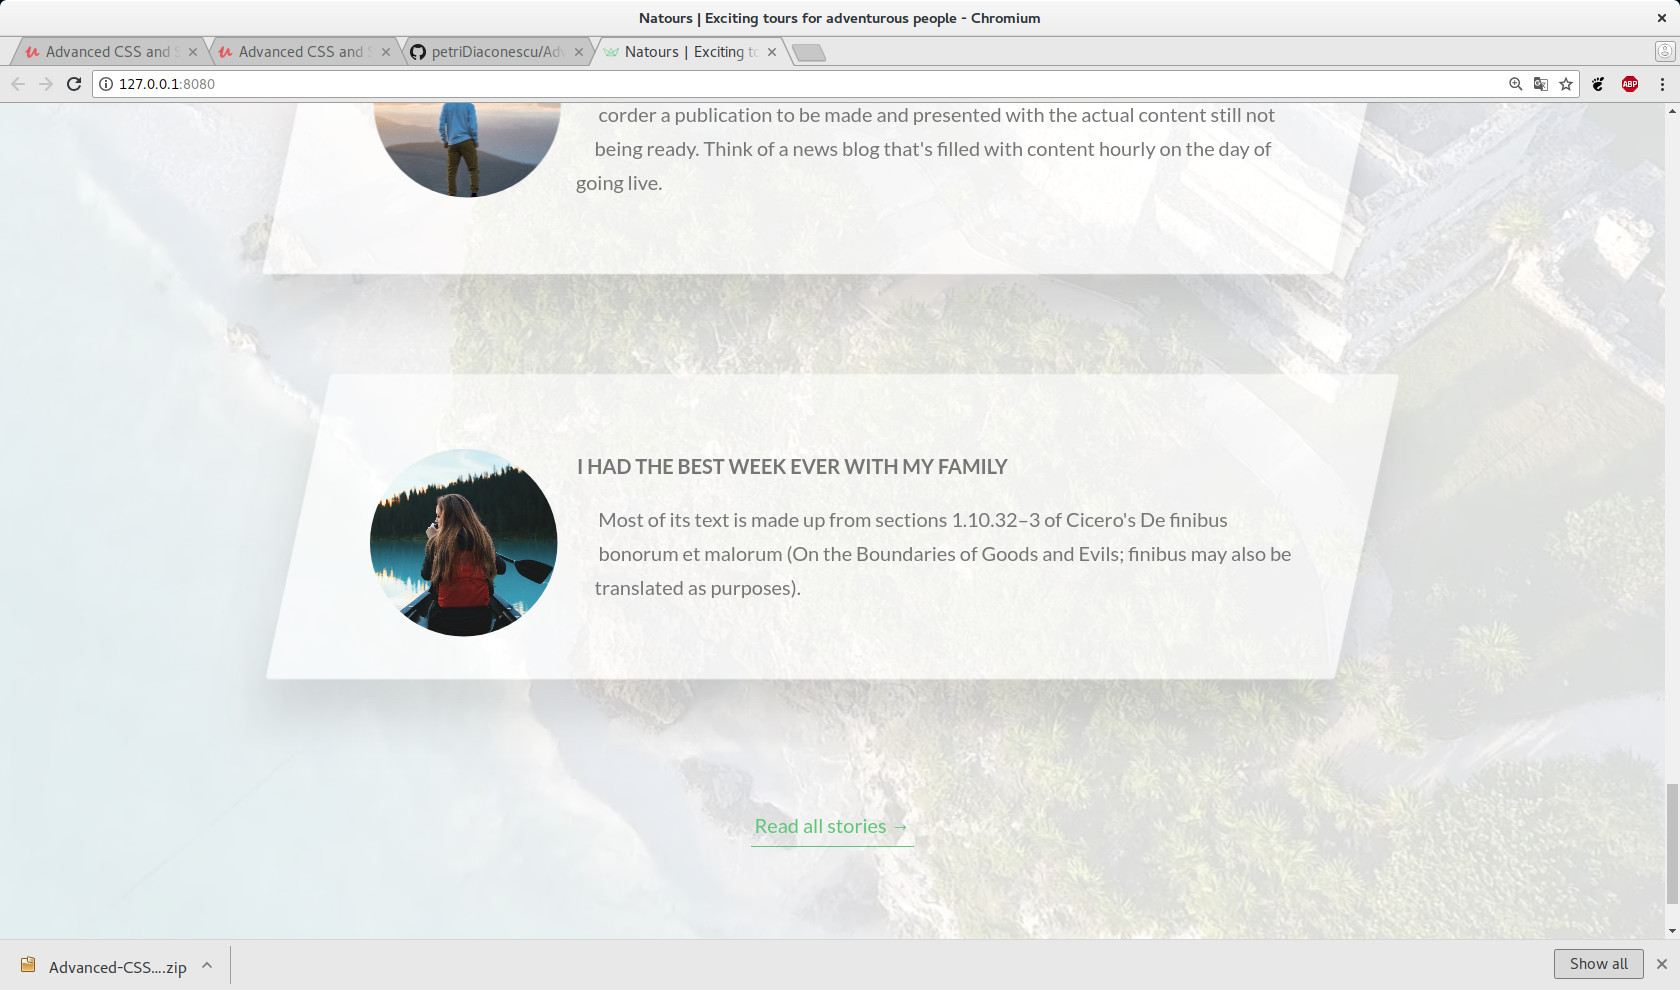 Natours | Exciting tours for adventurous people - Chromium
Advanced CSS and S
Advanced CSS and S
petriDiaconescu/Adv
Natours | Exciting to
127.0.0.1:8080
ABP
corder a publication to be made and presented with the actual content still not
being ready. Think of a news blog that's filled with content hourly on the day of
going live.
I HAD THE BEST WEEK EVER WITH MY FAMILY
Most of its text is made up from sections 1.10.32–3 of Cicero's De finibus
bonorum et malorum (On the Boundaries of Goods and Evils; finibus may also be
translated as purposes).
Read all stories →
Advanced-CSS....zip
Show all